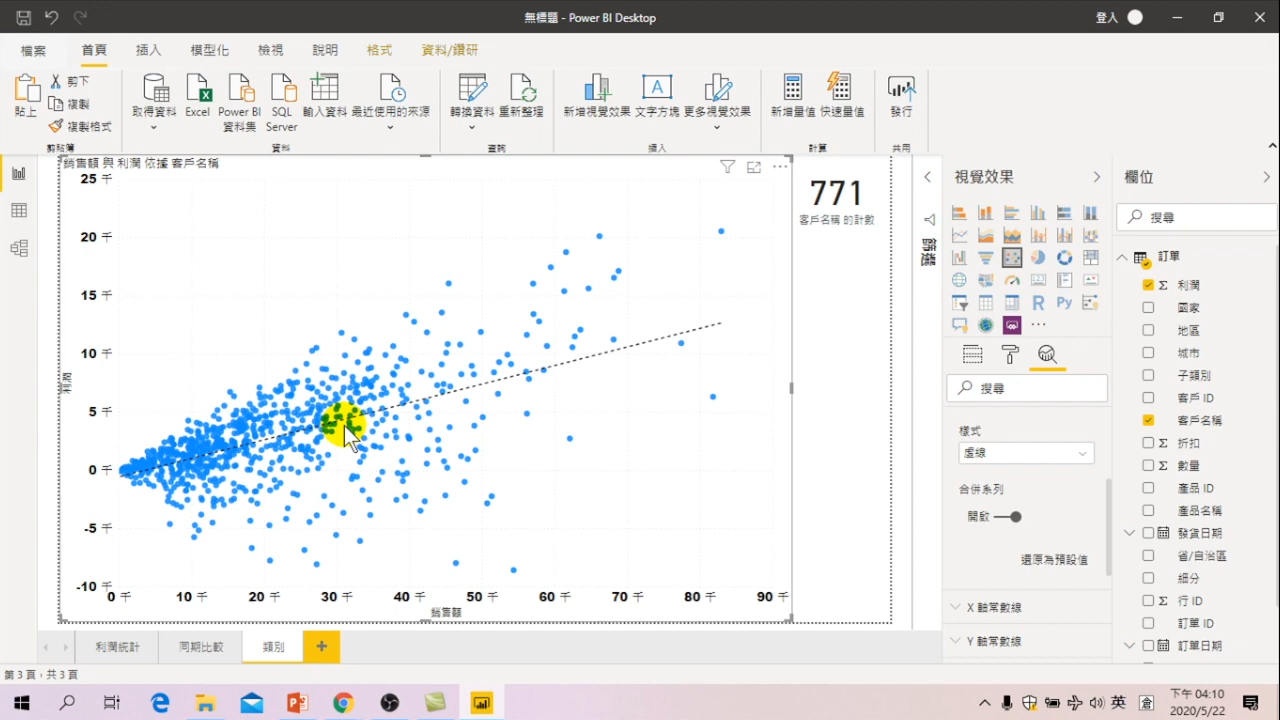 無標題 - Power BI Desktop
登入
檔案
首頁
插入
模型化
檢視
說明
格式
資料/鑽研
貼上
剪下
複製
複製格式
剪貼簿
取得資料
Excel
Power BI
資料集
SQL
Server
輸入資料
最近使用的來源
資料
轉換資料
重新整理
查詢
新增視覺效果
文字方塊
更多視覺效果
插入
新增量值
快速量值
計算
發行
共用
銷售額 與 利潤 依據 客戶名稱
25 千
20 千
15 千
10 千
5 千
0 千
-5 千
-10 千
利潤
0 千
10 千
20 千
30 千
40 千
50 千
60 千
70 千
80 千
90 千
銷售額
771
客戶名稱 的計數
篩選
視覺效果
R
Py
搜尋
樣式
虛線
合併系列
開啟
還原為預設值
X 軸常數線
Y 軸常數線
欄位
搜尋
訂單
利潤
國家
地區
城市
子類別
客戶 ID
客戶名稱
折扣
數量
產品 ID
產品名稱
發貨日期
省/自治區
細分
行 ID
訂單 ID
訂單日期
利潤統計
同期比較
類別
第 3 頁，共 3 頁
英
下午 04:10
2020/5/22